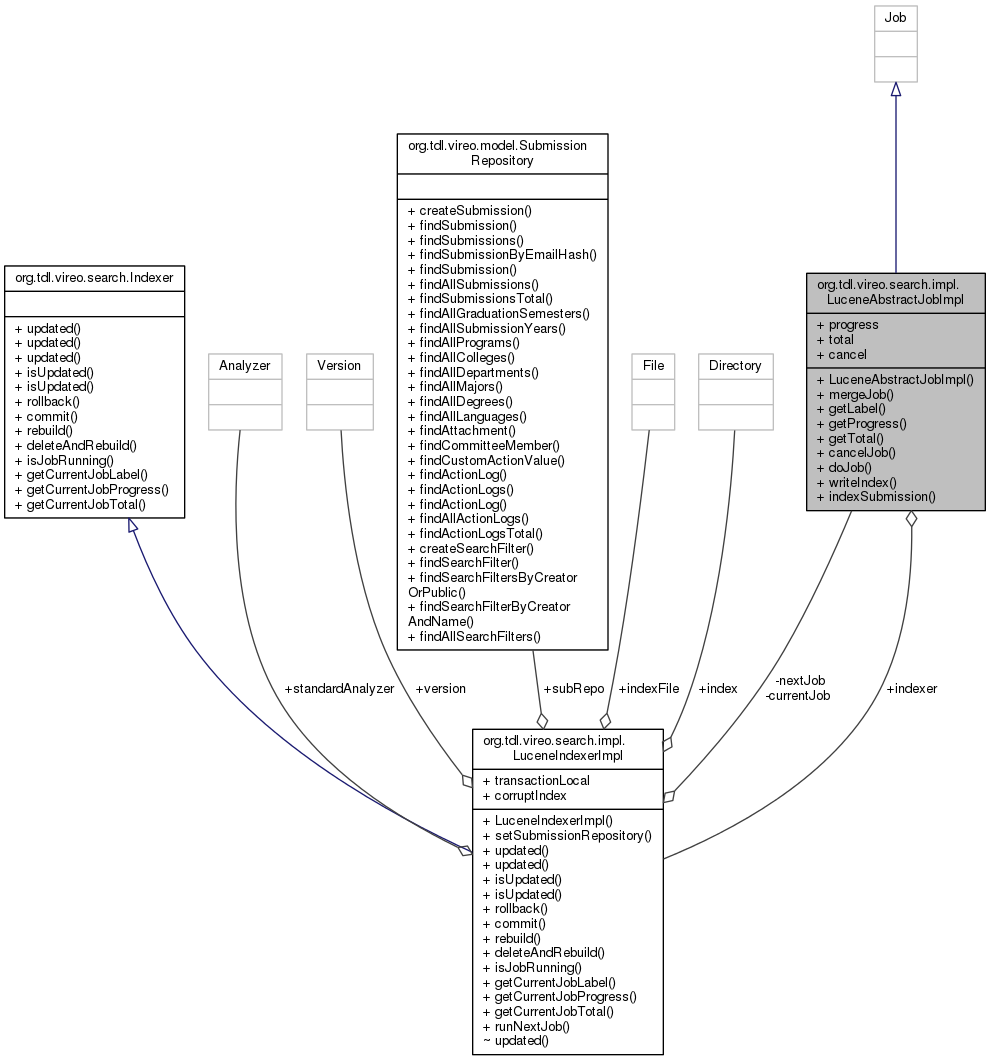 Job
org.tdl.vireo.model.Submission
Repository
+ createSubmission()
+ findSubmission()
+ findSubmissions()
+ findSubmissionByEmailHash()
+ findSubmission()
+ findAllSubmissions()
+ findSubmissionsTotal()
+ findAllGraduationSemesters()
+ findAllSubmissionYears()
+ findAllPrograms()
+ findAllColleges()
+ findAllDepartments()
+ findAllMajors()
+ findAllDegrees()
+ findAllLanguages()
+ findAttachment()
+ findCommitteeMember()
+ findCustomActionValue()
+ findActionLog()
+ findActionLogs()
+ findActionLog()
+ findAllActionLogs()
+ findActionLogsTotal()
+ createSearchFilter()
+ findSearchFilter()
+ findSearchFiltersByCreator
OrPublic()
+ findSearchFilterByCreator
AndName()
+ findAllSearchFilters()
org.tdl.vireo.search.Indexer
+ updated()
+ updated()
+ updated()
+ isUpdated()
+ isUpdated()
+ rollback()
+ commit()
+ rebuild()
+ deleteAndRebuild()
+ isJobRunning()
+ getCurrentJobLabel()
+ getCurrentJobProgress()
+ getCurrentJobTotal()
Analyzer
Version
File
Directory
org.tdl.vireo.search.impl.
LuceneAbstractJobImpl
+ progress
+ total
+ cancel
+ LuceneAbstractJobImpl()
+ mergeJob()
+ getLabel()
+ getProgress()
+ getTotal()
+ cancelJob()
+ doJob()
+ writeIndex()
+ indexSubmission()
+standardAnalyzer
+version
+subRepo
+indexFile
+index
-nextJob
-currentJob
+indexer
org.tdl.vireo.search.impl.
LuceneIndexerImpl
+ transactionLocal
+ corruptIndex
+ LuceneIndexerImpl()
+ setSubmissionRepository()
+ updated()
+ updated()
+ isUpdated()
+ isUpdated()
+ rollback()
+ commit()
+ rebuild()
+ deleteAndRebuild()
+ isJobRunning()
+ getCurrentJobLabel()
+ getCurrentJobProgress()
+ getCurrentJobTotal()
+ runNextJob()
~ updated()